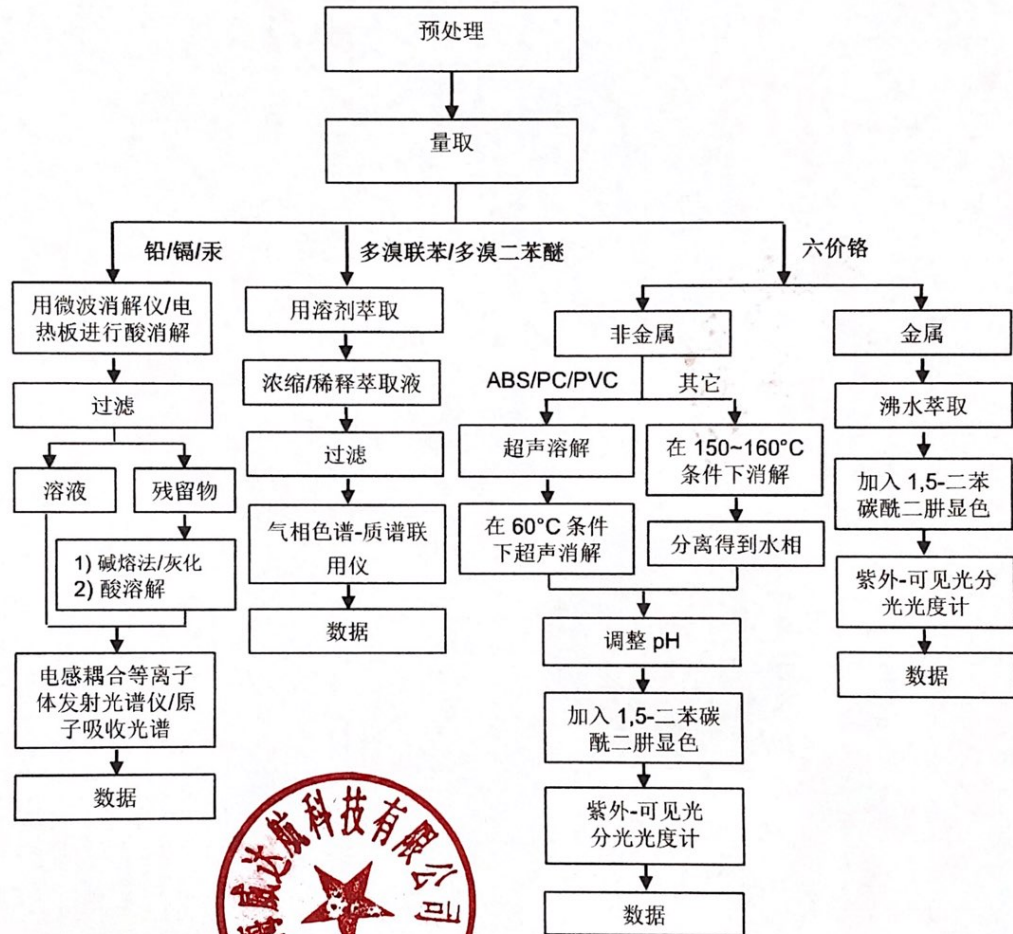 预处理
量取
铅/镉/汞
多溴联苯/多溴二苯醚
六价铬
用微波消解仪/电
热板进行酸消解
过滤
溶液
残留物
1) 碱熔法/灰化
2) 酸溶解
电感耦合等离子
体发射光谱仪/原
子吸收光谱
数据
用溶剂萃取
浓缩/稀释萃取液
过滤
气相色谱-质谱联
用仪
数据
非金属
ABS/PC/PVC
其它
超声溶解
在 60°C 条件
下超声消解
在 150~160°C
条件下消解
分离得到水相
调整 pH
加入 1,5-二苯碳
酰二肼显色
紫外-可见光
分光光度计
数据
金属
沸水萃取
加入 1,5-二苯
碳酰二肼显色
紫外-可见光分
光光度计
数据
威达航科技有限公司